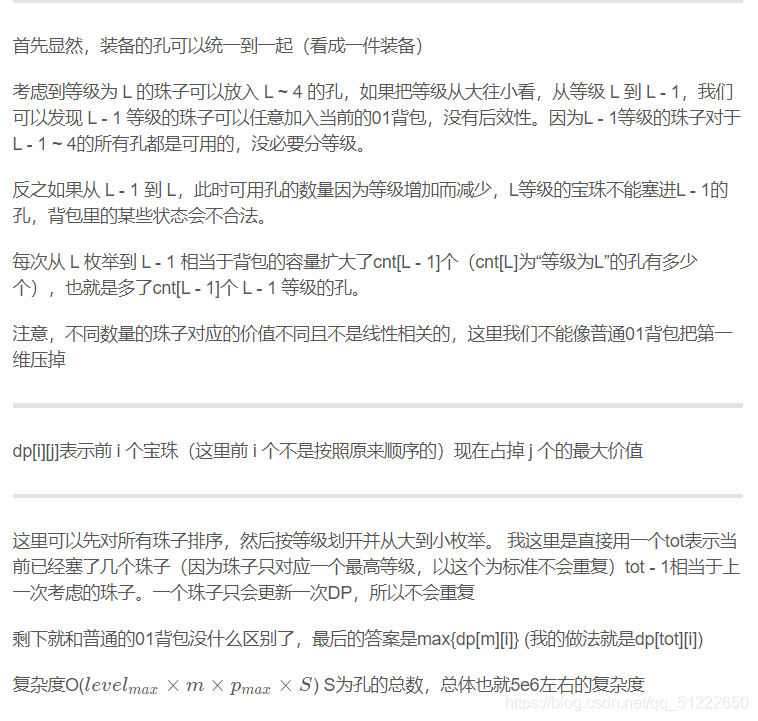 首先显然，装备的孔可以统一到一起（看成一件装备）
考虑到等级为 L 的珠子可以放入 L ~ 4 的孔，如果把等级从大往小看，从等级 L 到 L - 1，我们
可以发现 L - 1 等级的珠子可以任意加入当前的01背包，没有后效性。因为L - 1等级的珠子对于
L - 1 ~ 4的所有孔都是可用的，没必要分等级。
反之如果从 L - 1 到 L，此时可用孔的数量因为等级增加而减少，L等级的宝珠不能塞进L - 1的
孔，背包里的某些状态会不合法。
每次从 L 枚举到 L - 1 相当于背包的容量扩大了cnt[L - 1]个（cnt[L]为“等级为L”的孔有多少
个），也就是多了cnt[L - 1]个 L - 1 等级的孔。
注意，不同数量的珠子对应的价值不同且不是线性相关的，这里我们不能像普通01背包把第一
维压掉
dp[i][j]表示前 i 个宝珠（这里前 i 个不是按照原来顺序的）现在占掉 j 个的最大价值
这里可以先对所有珠子排序，然后按等级划开并从大到小枚举。 我这里是直接用一个tot表示当
前已经塞了几个珠子（因为珠子只对应一个最高等级，以这个为标准不会重复）tot - 1相当于上
一次考虑的珠子。一个珠子只会更新一次DP，所以不会重复
剩下就和普通的01背包没什么区别了，最后的答案是max{dp[m][i]} (我的做法就是dp[tot][i])
复杂度O(level_max × m × p_max × S) S为孔的总数，总体也就5e6左右的复杂度
https://blog.csdn.net/qq_51222650